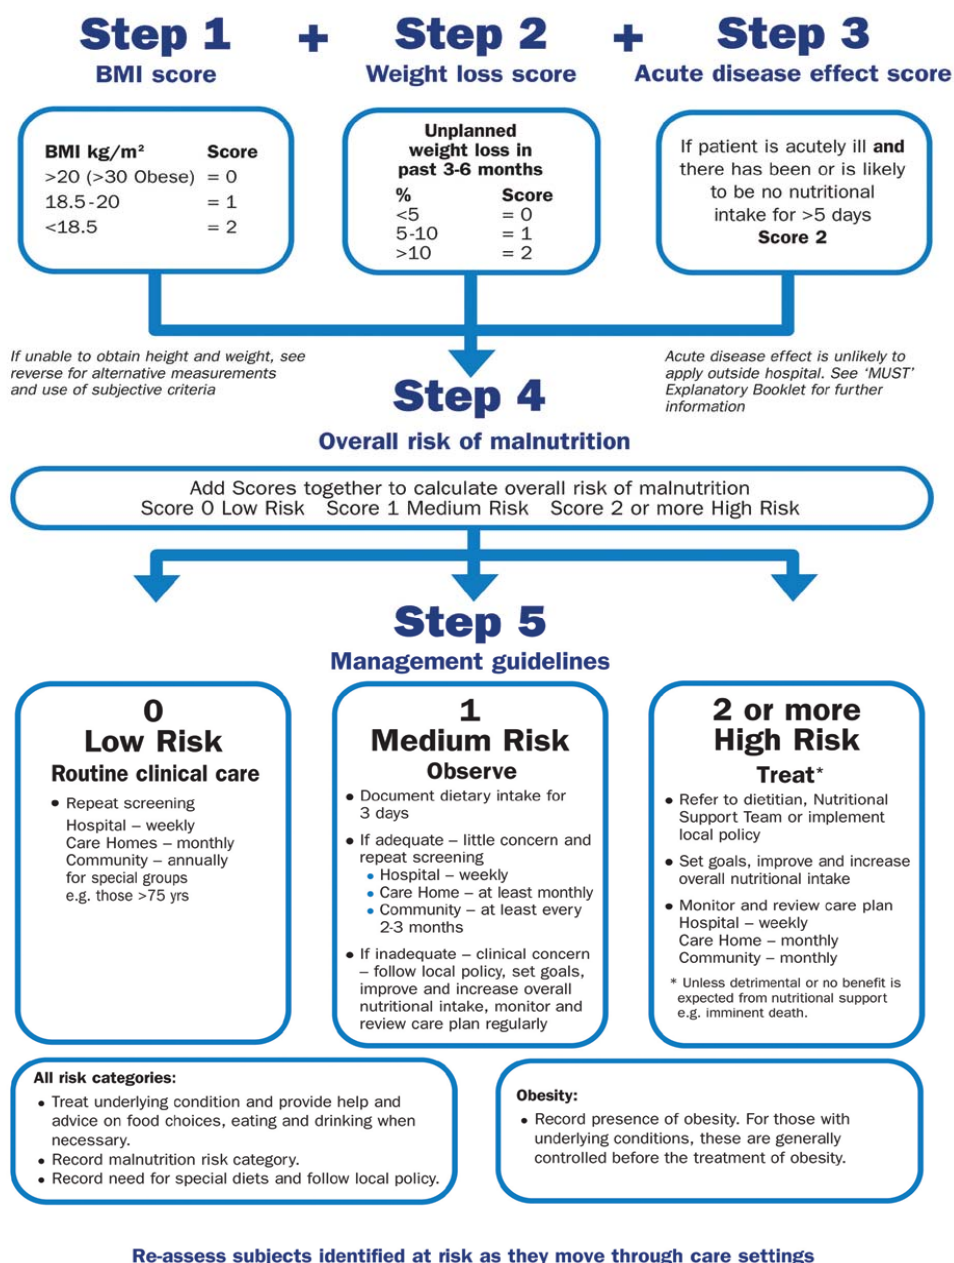 Step 1 + Step 2 + Step 3
BMI score
Weight loss score
Acute disease effect score
BMI kg/m² Score
>20 (>30 Obese) = 0
18.5-20 = 1
<18.5 = 2
Unplanned
weight loss in
past 3-6 months
% Score
<5 = 0
5-10 = 1
>10 = 2
If patient is acutely ill and
there has been or is likely
to be no nutritional
intake for >5 days
Score 2
If unable to obtain height and weight, see
reverse for alternative measurements
and use of subjective criteria
Acute disease effect is unlikely to
apply outside hospital. See ‘MUST’
Explanatory Booklet for further
information
Step 4
Overall risk of malnutrition
Add Scores together to calculate overall risk of malnutrition
Score 0 Low Risk Score 1 Medium Risk Score 2 or more High Risk
Step 5
Management guidelines
0
Low Risk
Routine clinical care
• Repeat screening
Hospital – weekly
Care Homes – monthly
Community – annually
for special groups
e.g. those >75 yrs
1
Medium Risk
Observe
• Document dietary intake for
3 days
• If adequate – little concern and
repeat screening
• Hospital – weekly
• Care Home – at least monthly
• Community – at least every
2-3 months
• If inadequate – clinical concern
– follow local policy, set goals,
improve and increase overall
nutritional intake, monitor and
review care plan regularly
2 or more
High Risk
Treat*
• Refer to dietitian, Nutritional
Support Team or implement
local policy
• Set goals, improve and increase
overall nutritional intake
• Monitor and review care plan
Hospital – weekly
Care Home – monthly
Community – monthly
* Unless detrimental or no benefit is
expected from nutritional support
e.g. imminent death.
All risk categories:
• Treat underlying condition and provide help and
advice on food choices, eating and drinking when
necessary.
• Record malnutrition risk category.
• Record need for special diets and follow local policy.
Obesity:
• Record presence of obesity. For those with
underlying conditions, these are generally
controlled before the treatment of obesity.
Re-assess subjects identified at risk as they move through care settings